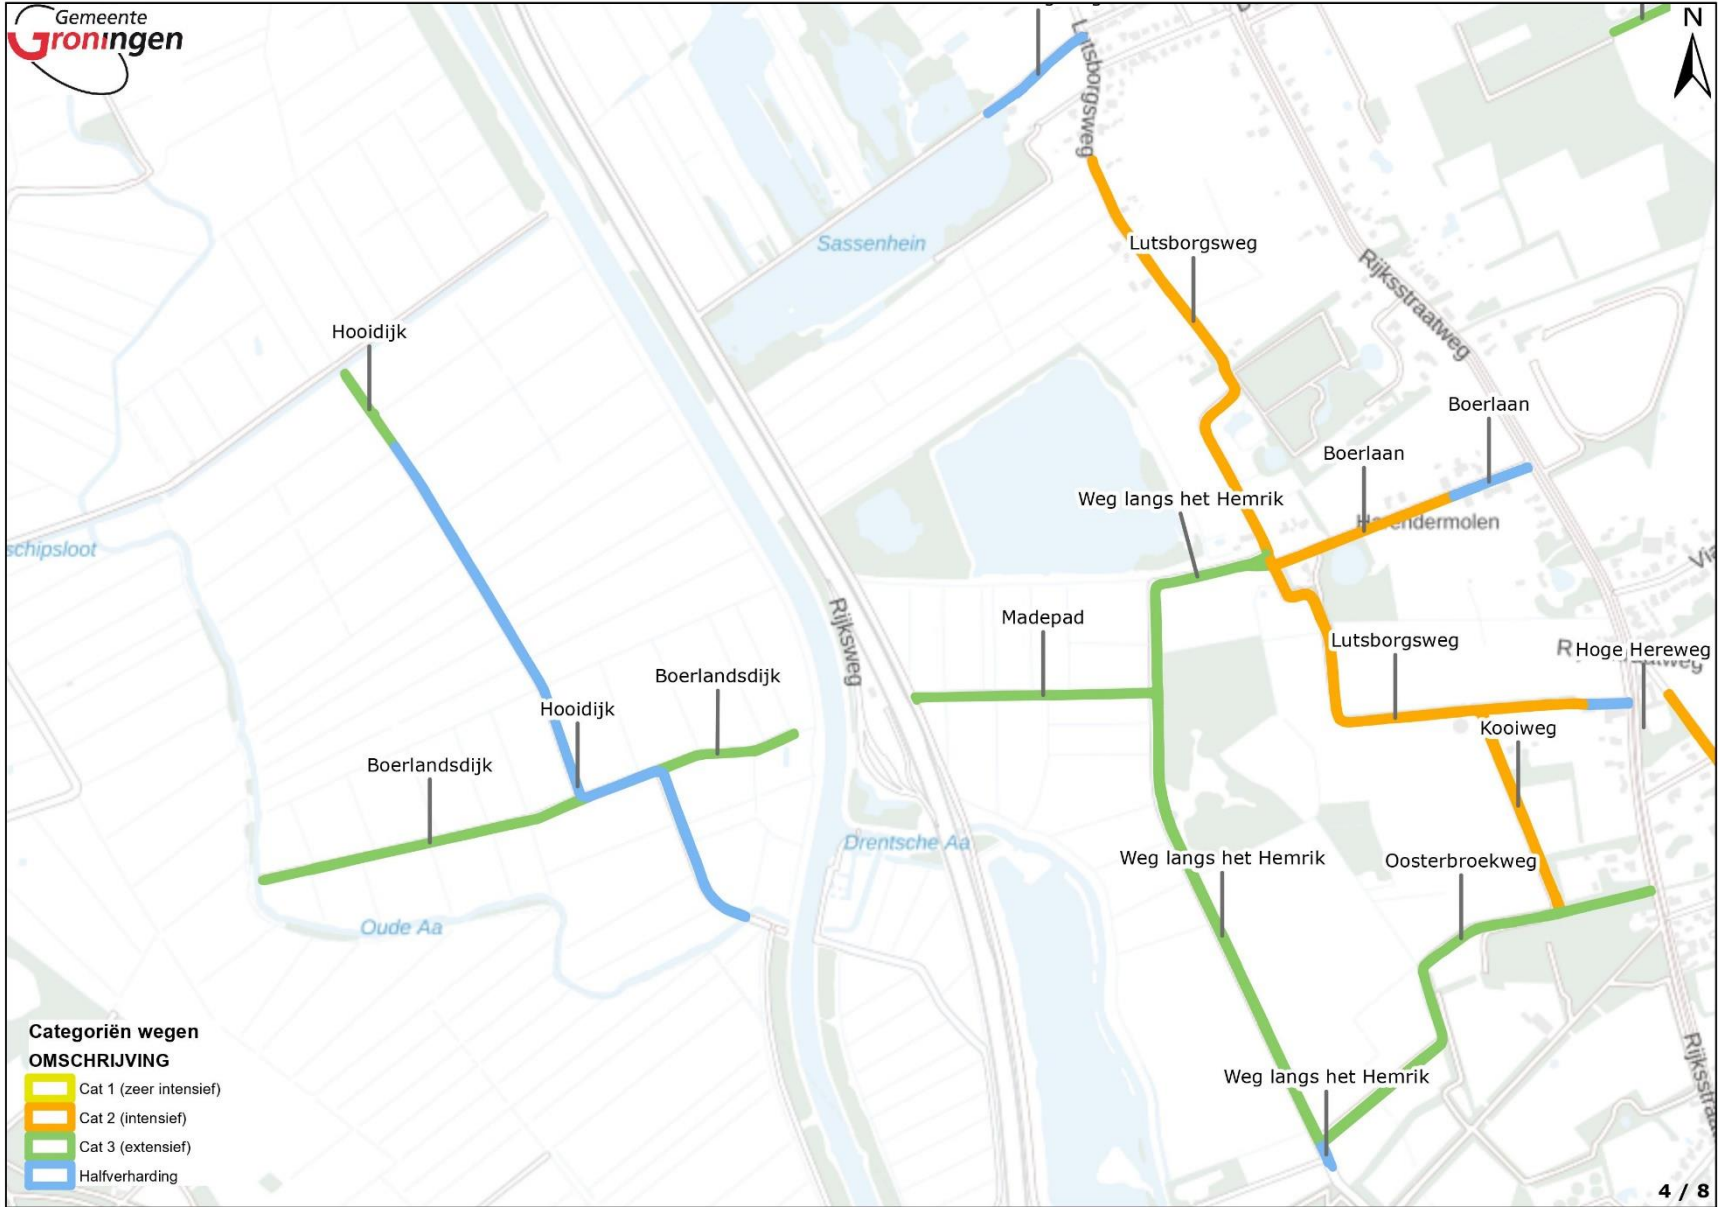 Gemeente
Groningen
N
Lutsborgsweg
Sassenhein
Lutsborgsweg
Rijksstraatweg
Hooidijk
Boerlaan
Boerlaan
Weg langs het Hemrik
schipsloot
Rijksweg
Madepad
Lutsborgsweg
Hoge Hereweg
Boerlandsdijk
Hooidijk
Kooiweg
Boerlandsdijk
Drentsche Aa
Weg langs het Hemrik
Oosterbroekweg
Oude Aa
Weg langs het Hemrik
Categoriën wegen
OMSCHRIJVING
Cat 1 (zeer intensief)
Cat 2 (intensief)
Cat 3 (extensief)
Halfverharding
4 / 8